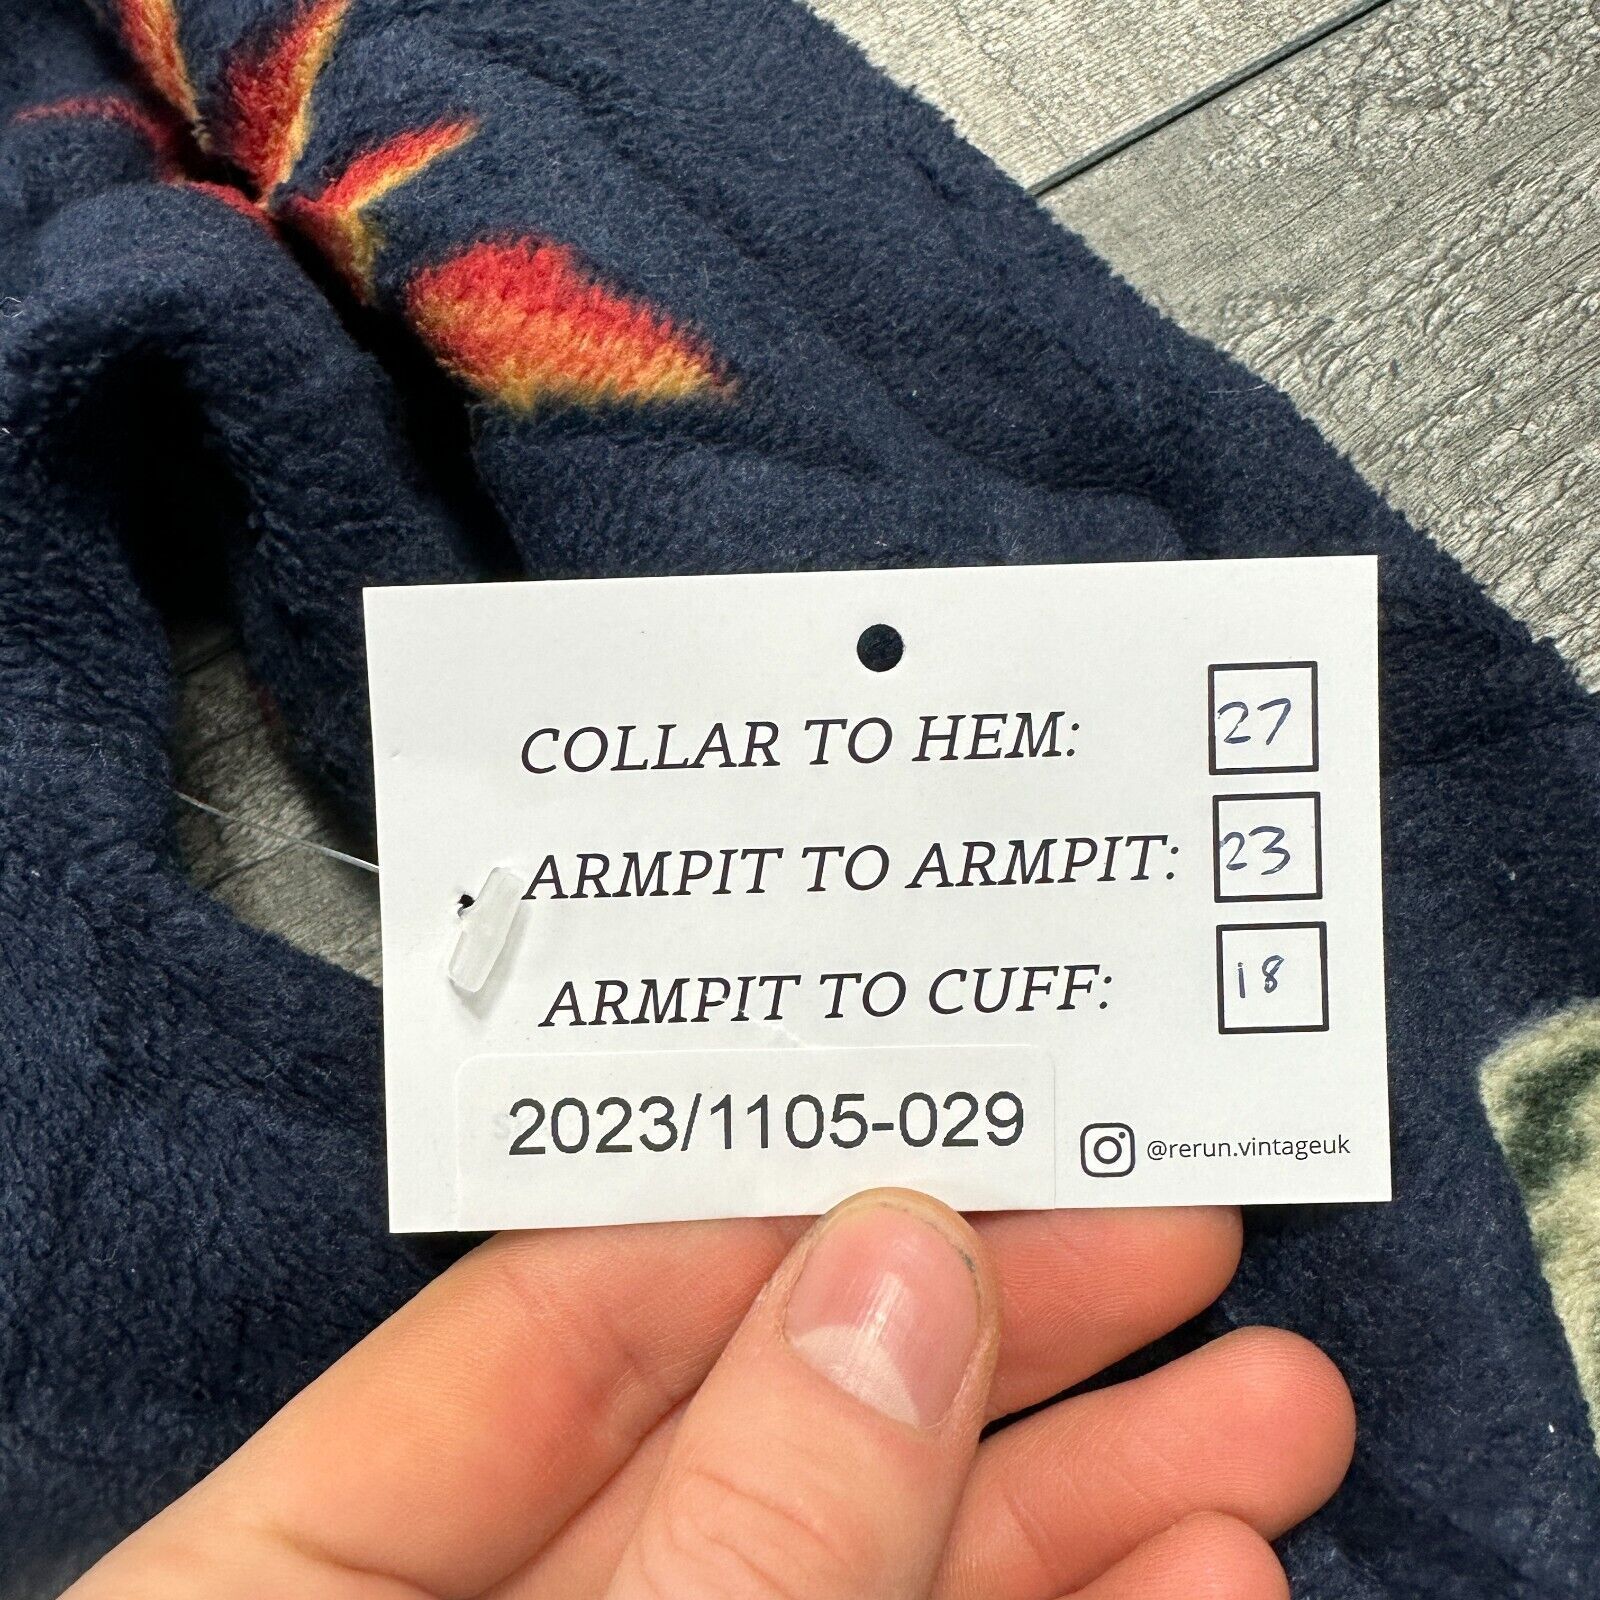 COLLAR TO HEM: 27
ARMPIT TO ARMPIT: 23
ARMPIT TO CUFF: 18
2023/1105-029
@rerun.vintageuk